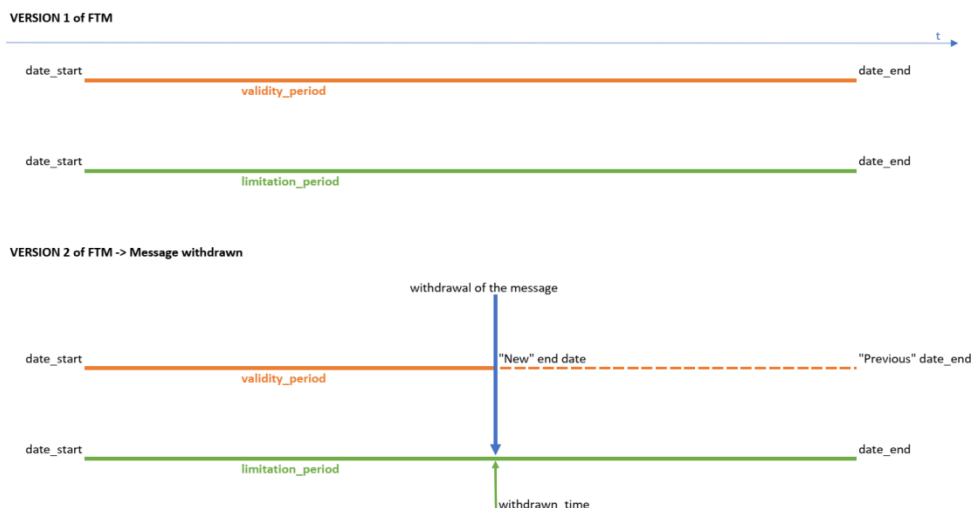 VERSION 1 of FTM
t
date_start
date_end
validity_period
date_start
date_end
limitation_period
VERSION 2 of FTM -> Message withdrawn
withdrawal of the message
date_start
"New" end date
"Previous" date_end
validity_period
date_start
date_end
limitation_period
withdrawn_time